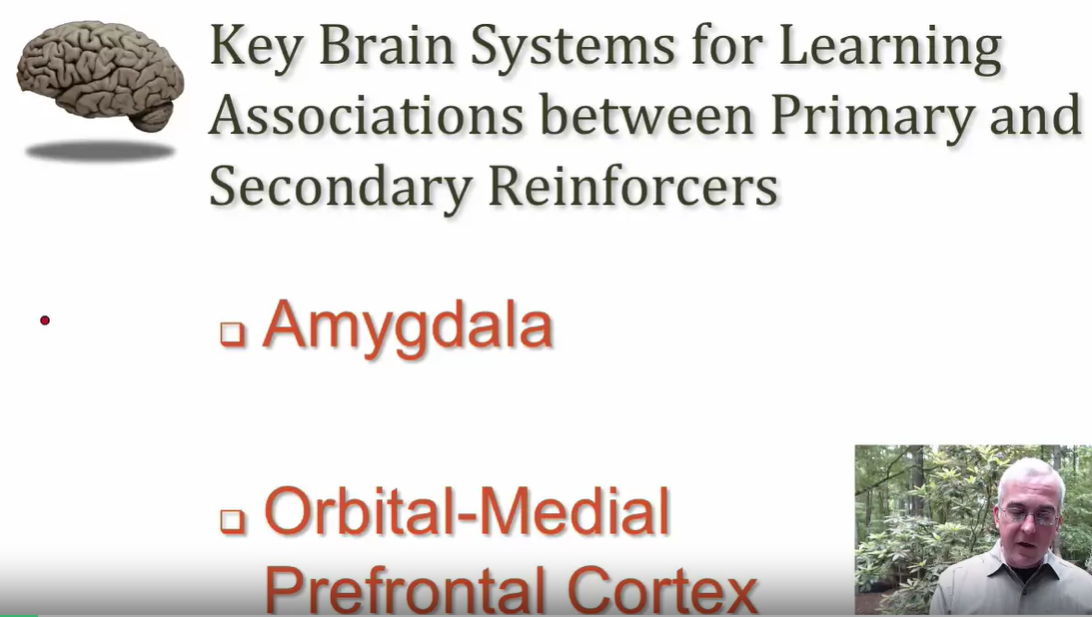 Key Brain Systems for Learning
Associations between Primary and
Secondary Reinforcers
Amygdala
Orbital-Medial
Prefrontal Cortex